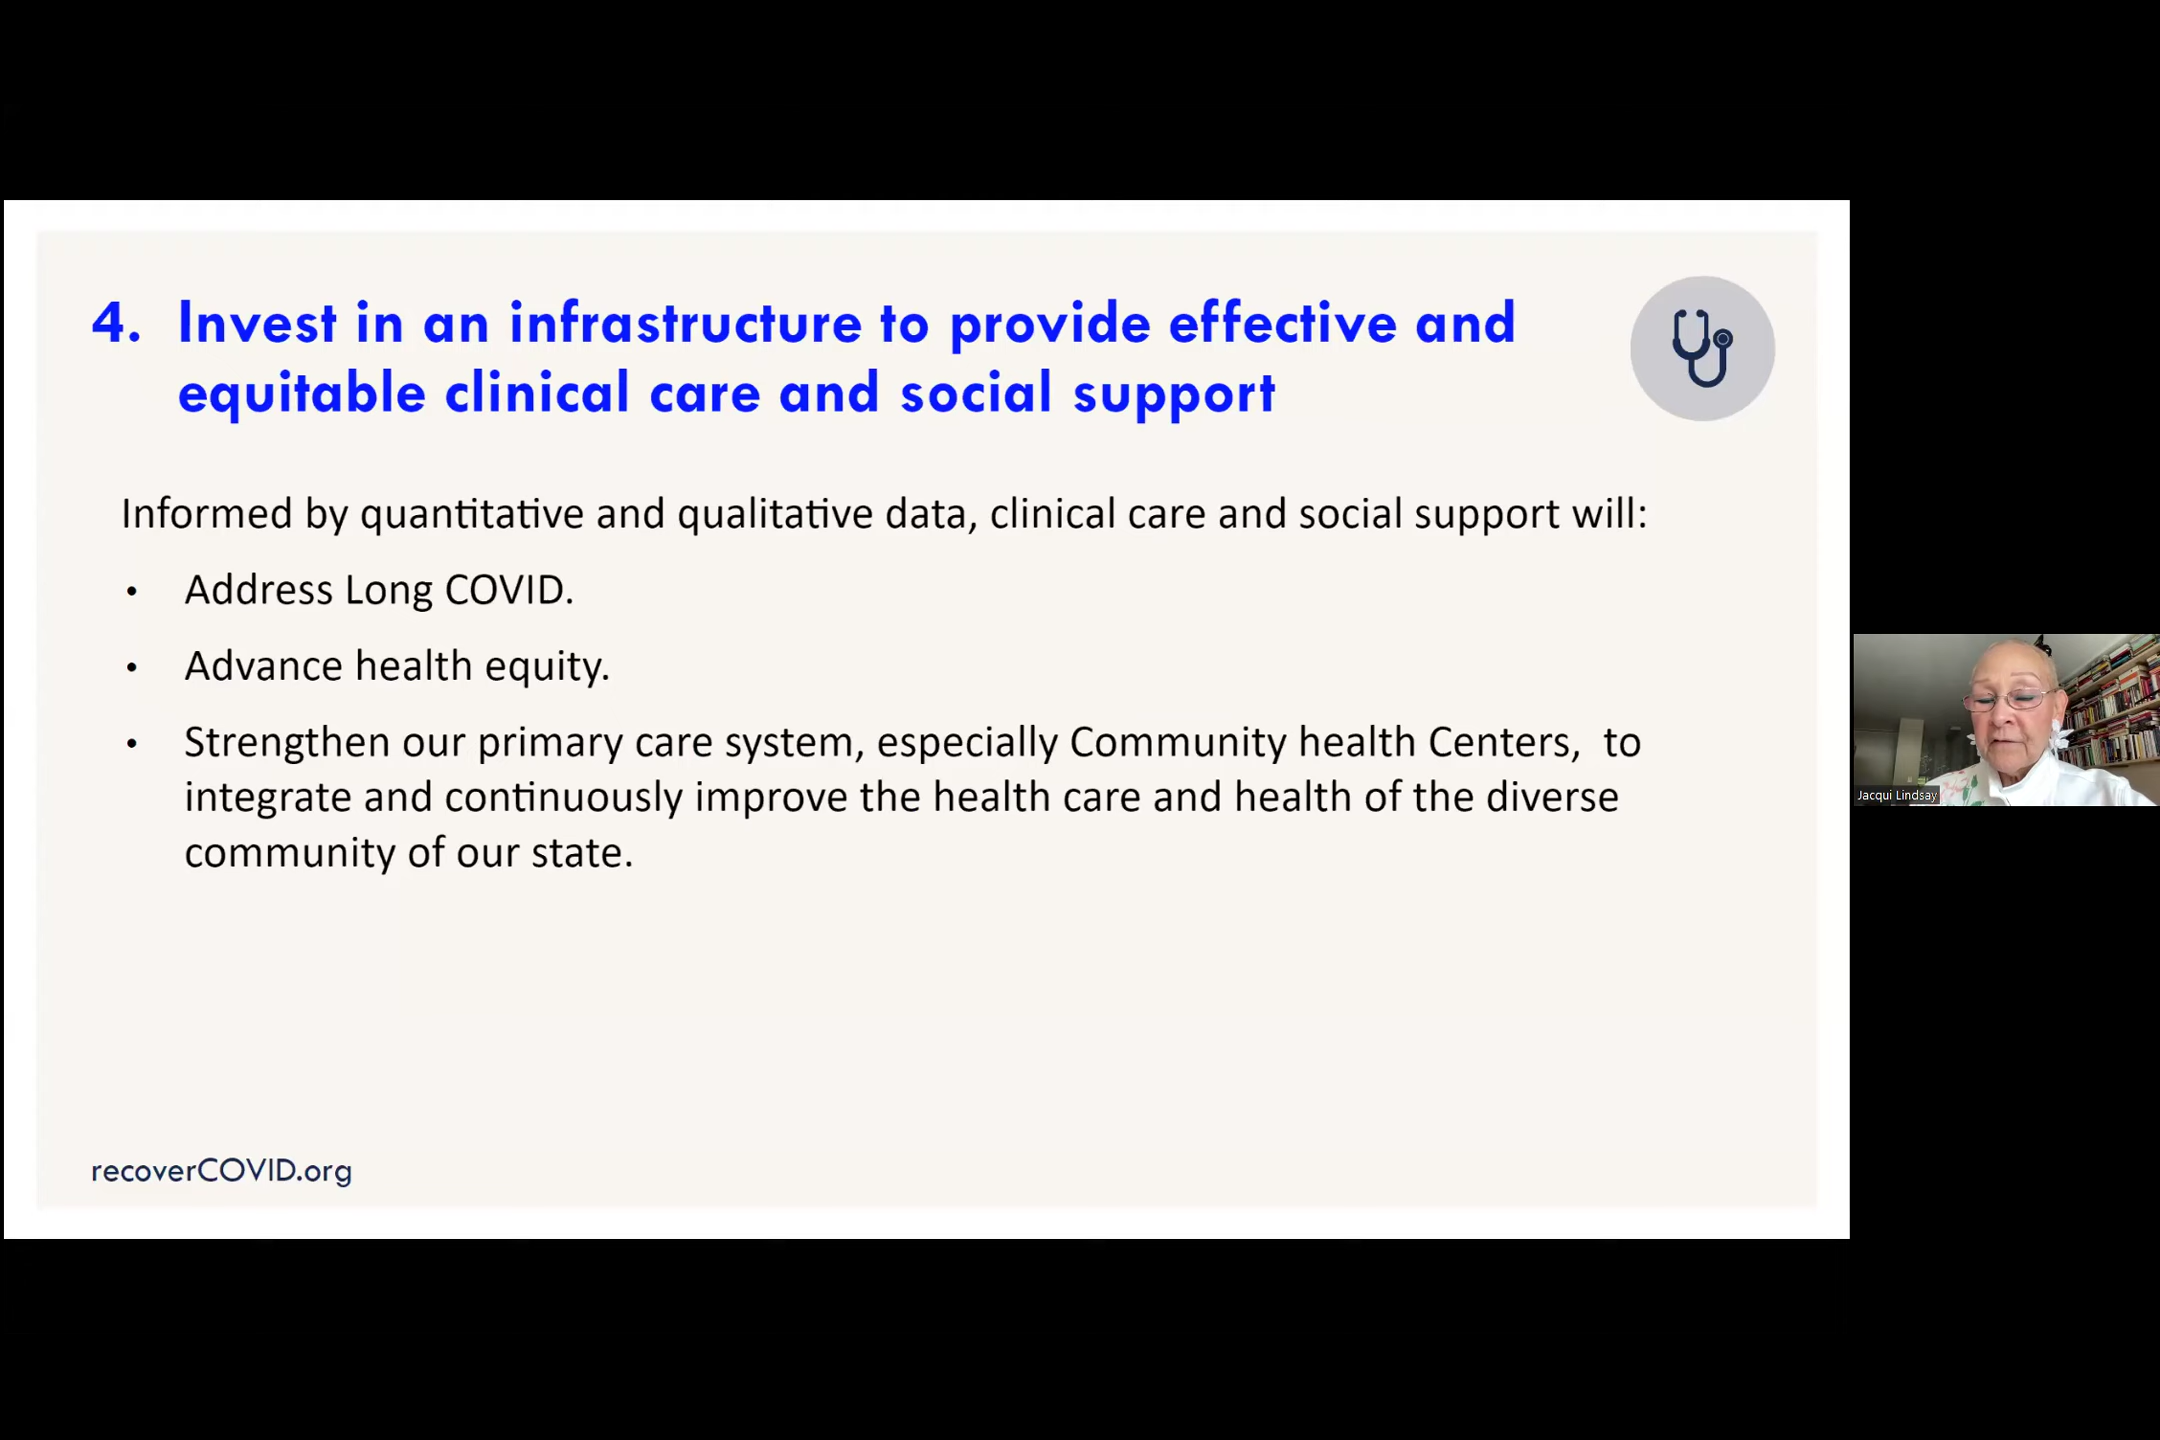 4. Invest in an infrastructure to provide effective and
equitable clinical care and social support
Informed by quantitative and qualitative data, clinical care and social support will:
• Address Long COVID.
• Advance health equity.
• Strengthen our primary care system, especially Community health Centers, to
integrate and continuously improve the health care and health of the diverse
community of our state.
recoverCOVID.org
Jacqui Lindsay